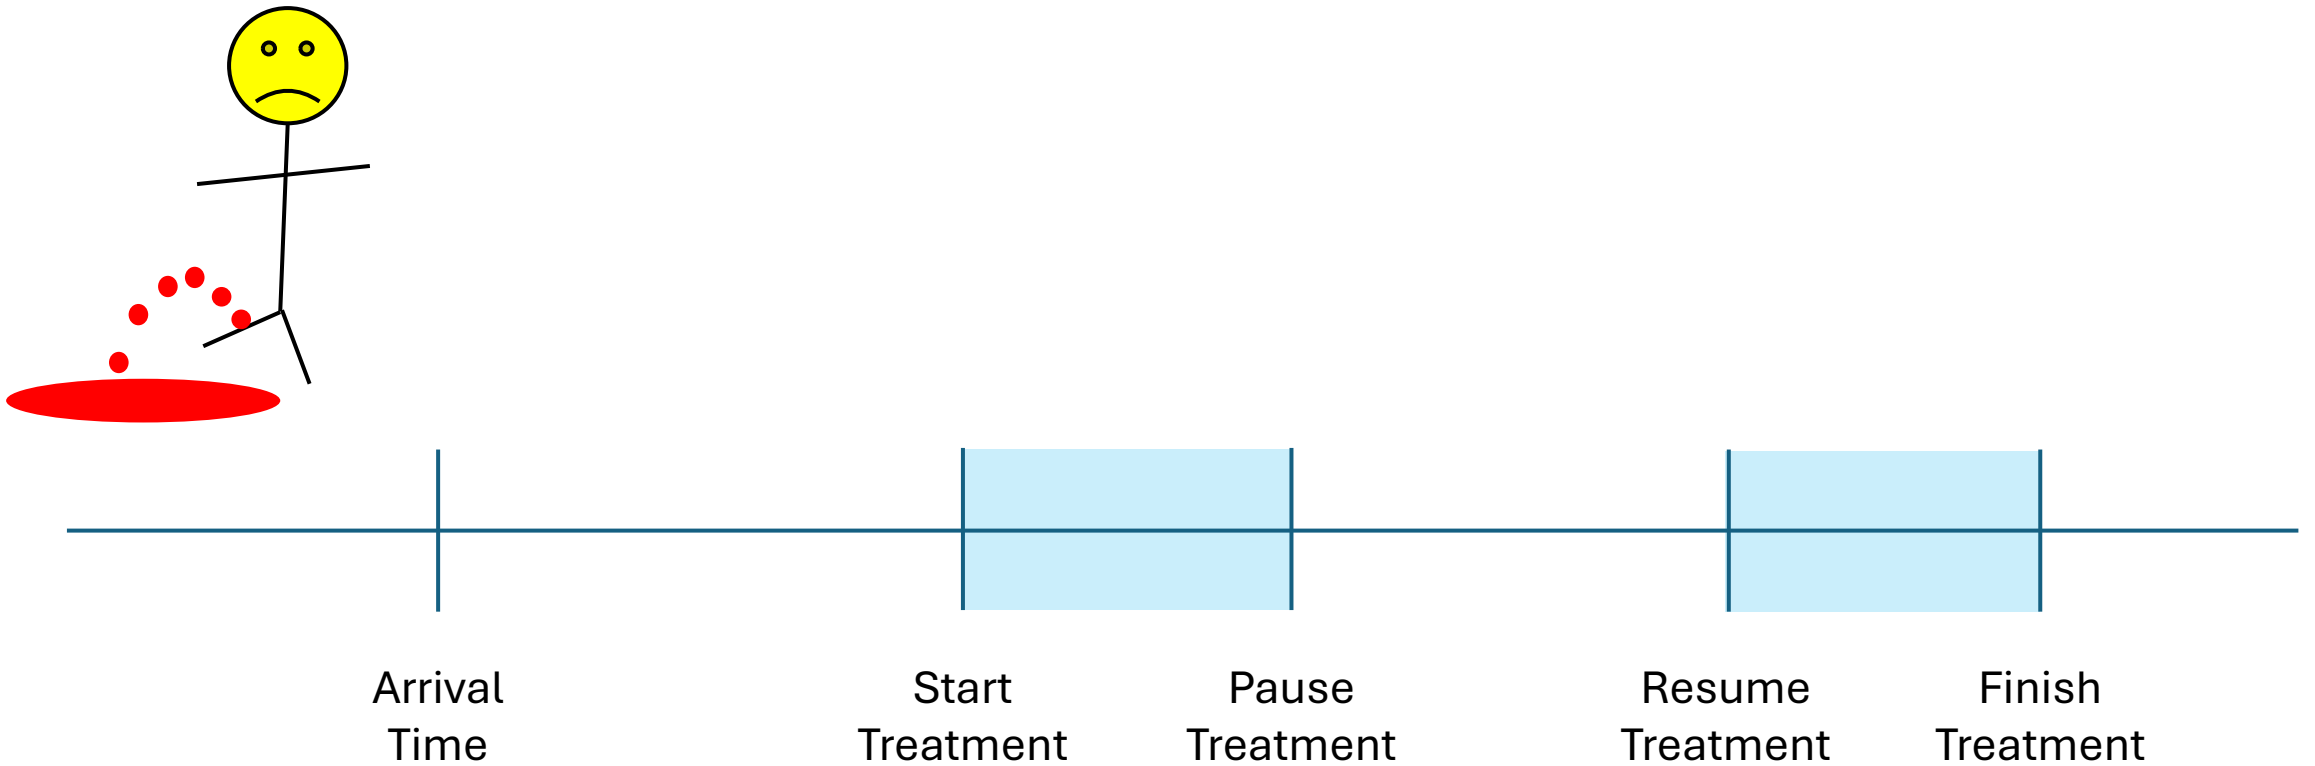 Arrival
Time
Start
Treatment
Pause
Treatment
Resume
Treatment
Finish
Treatment